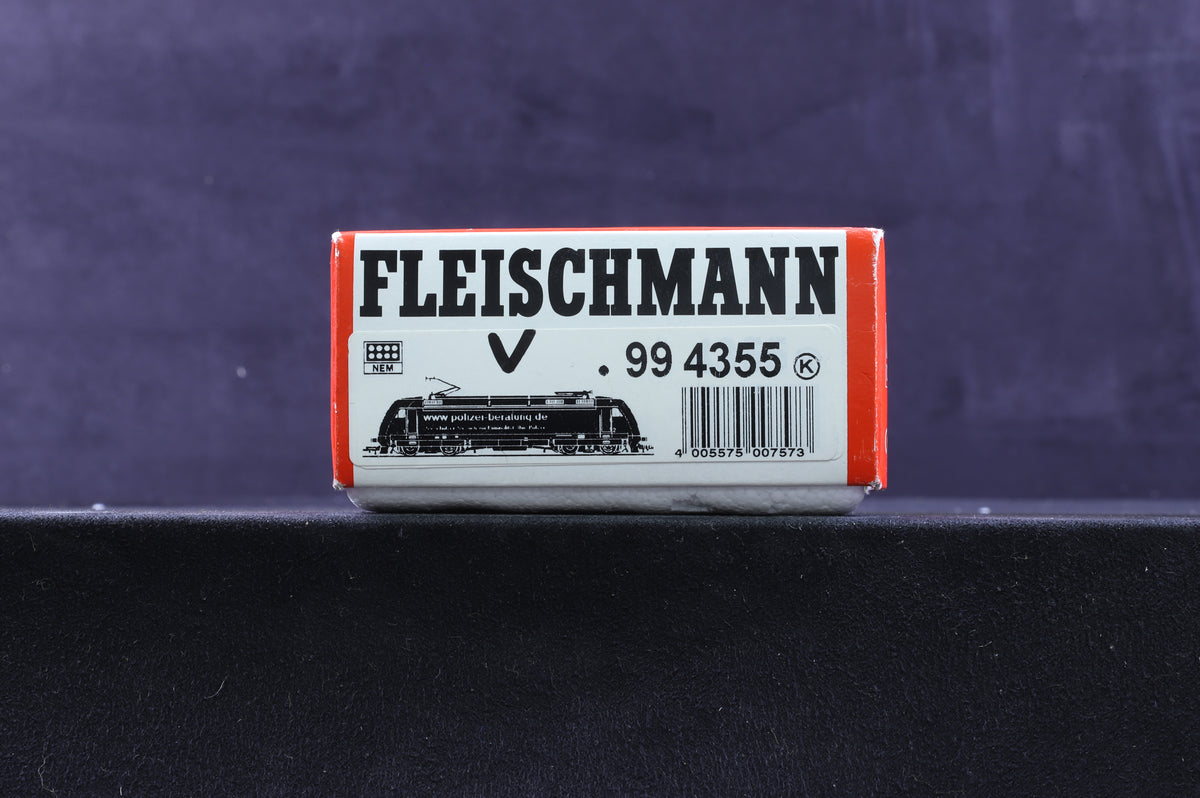 FLEISCHMANN
V . 99 4355 K
NEM
www.polizei-beratung.de
4 005575 007573